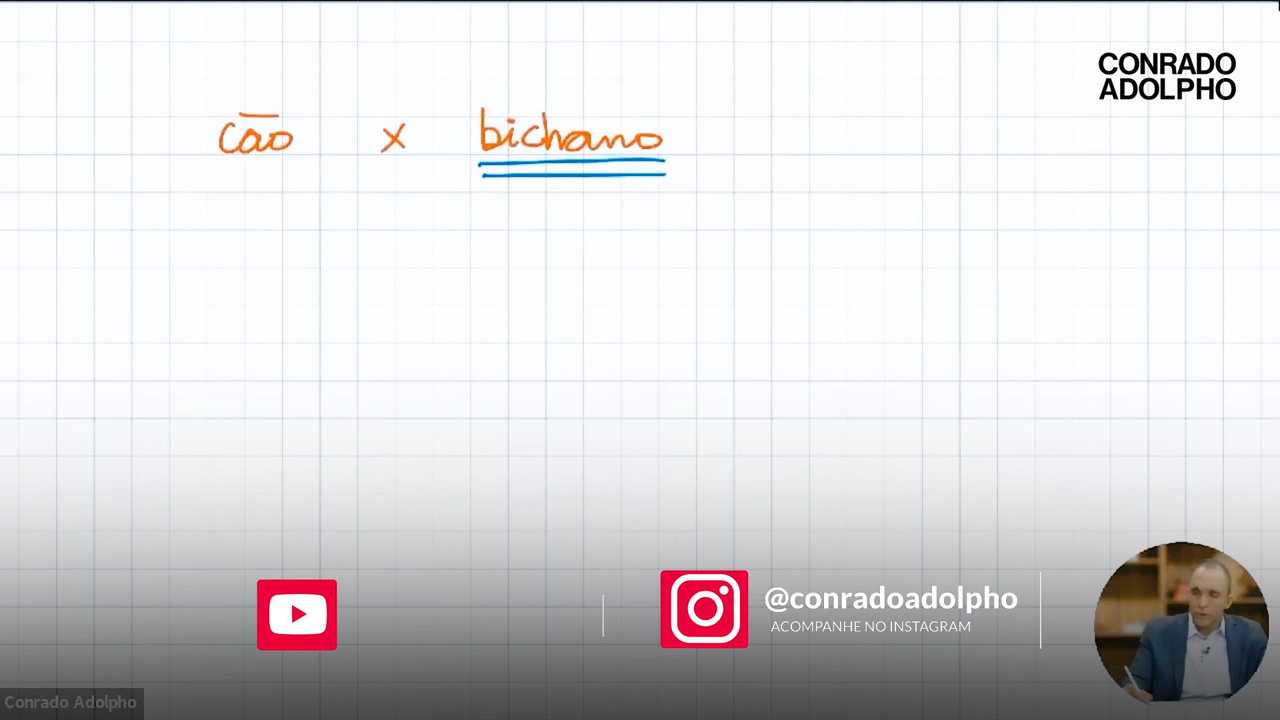 CONRADO
ADOLPHO
cão x bichano
@conradoadolpho
ACOMPANHE NO INSTAGRAM
Conrado Adolpho